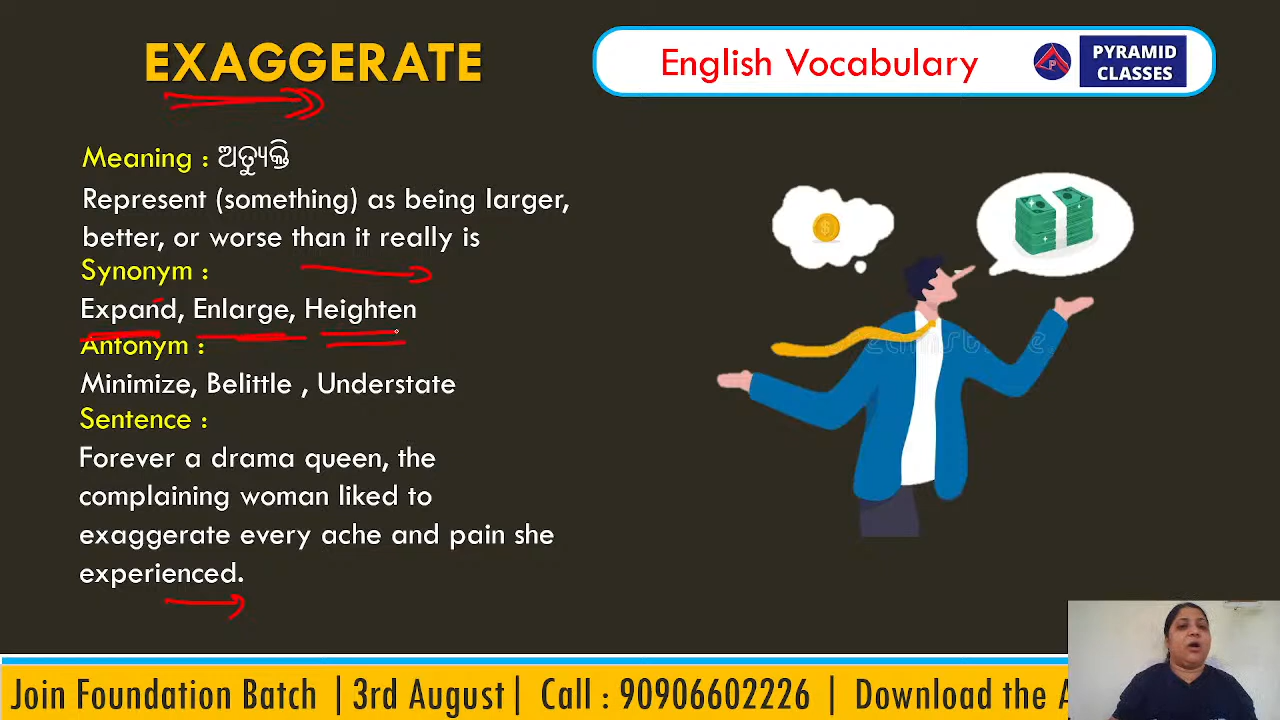 EXAGGERATE
English Vocabulary
PYRAMID
CLASSES
Meaning : ଅତ୍ୟୁକ୍ତି
Represent (something) as being larger,
better, or worse than it really is
Synonym :
Expand, Enlarge, Heighten
Antonym :
Minimize, Belittle , Understate
Sentence :
Forever a drama queen, the
complaining woman liked to
exaggerate every ache and pain she
experienced.
Join Foundation Batch |3rd August| Call : 90906602226 | Download the A